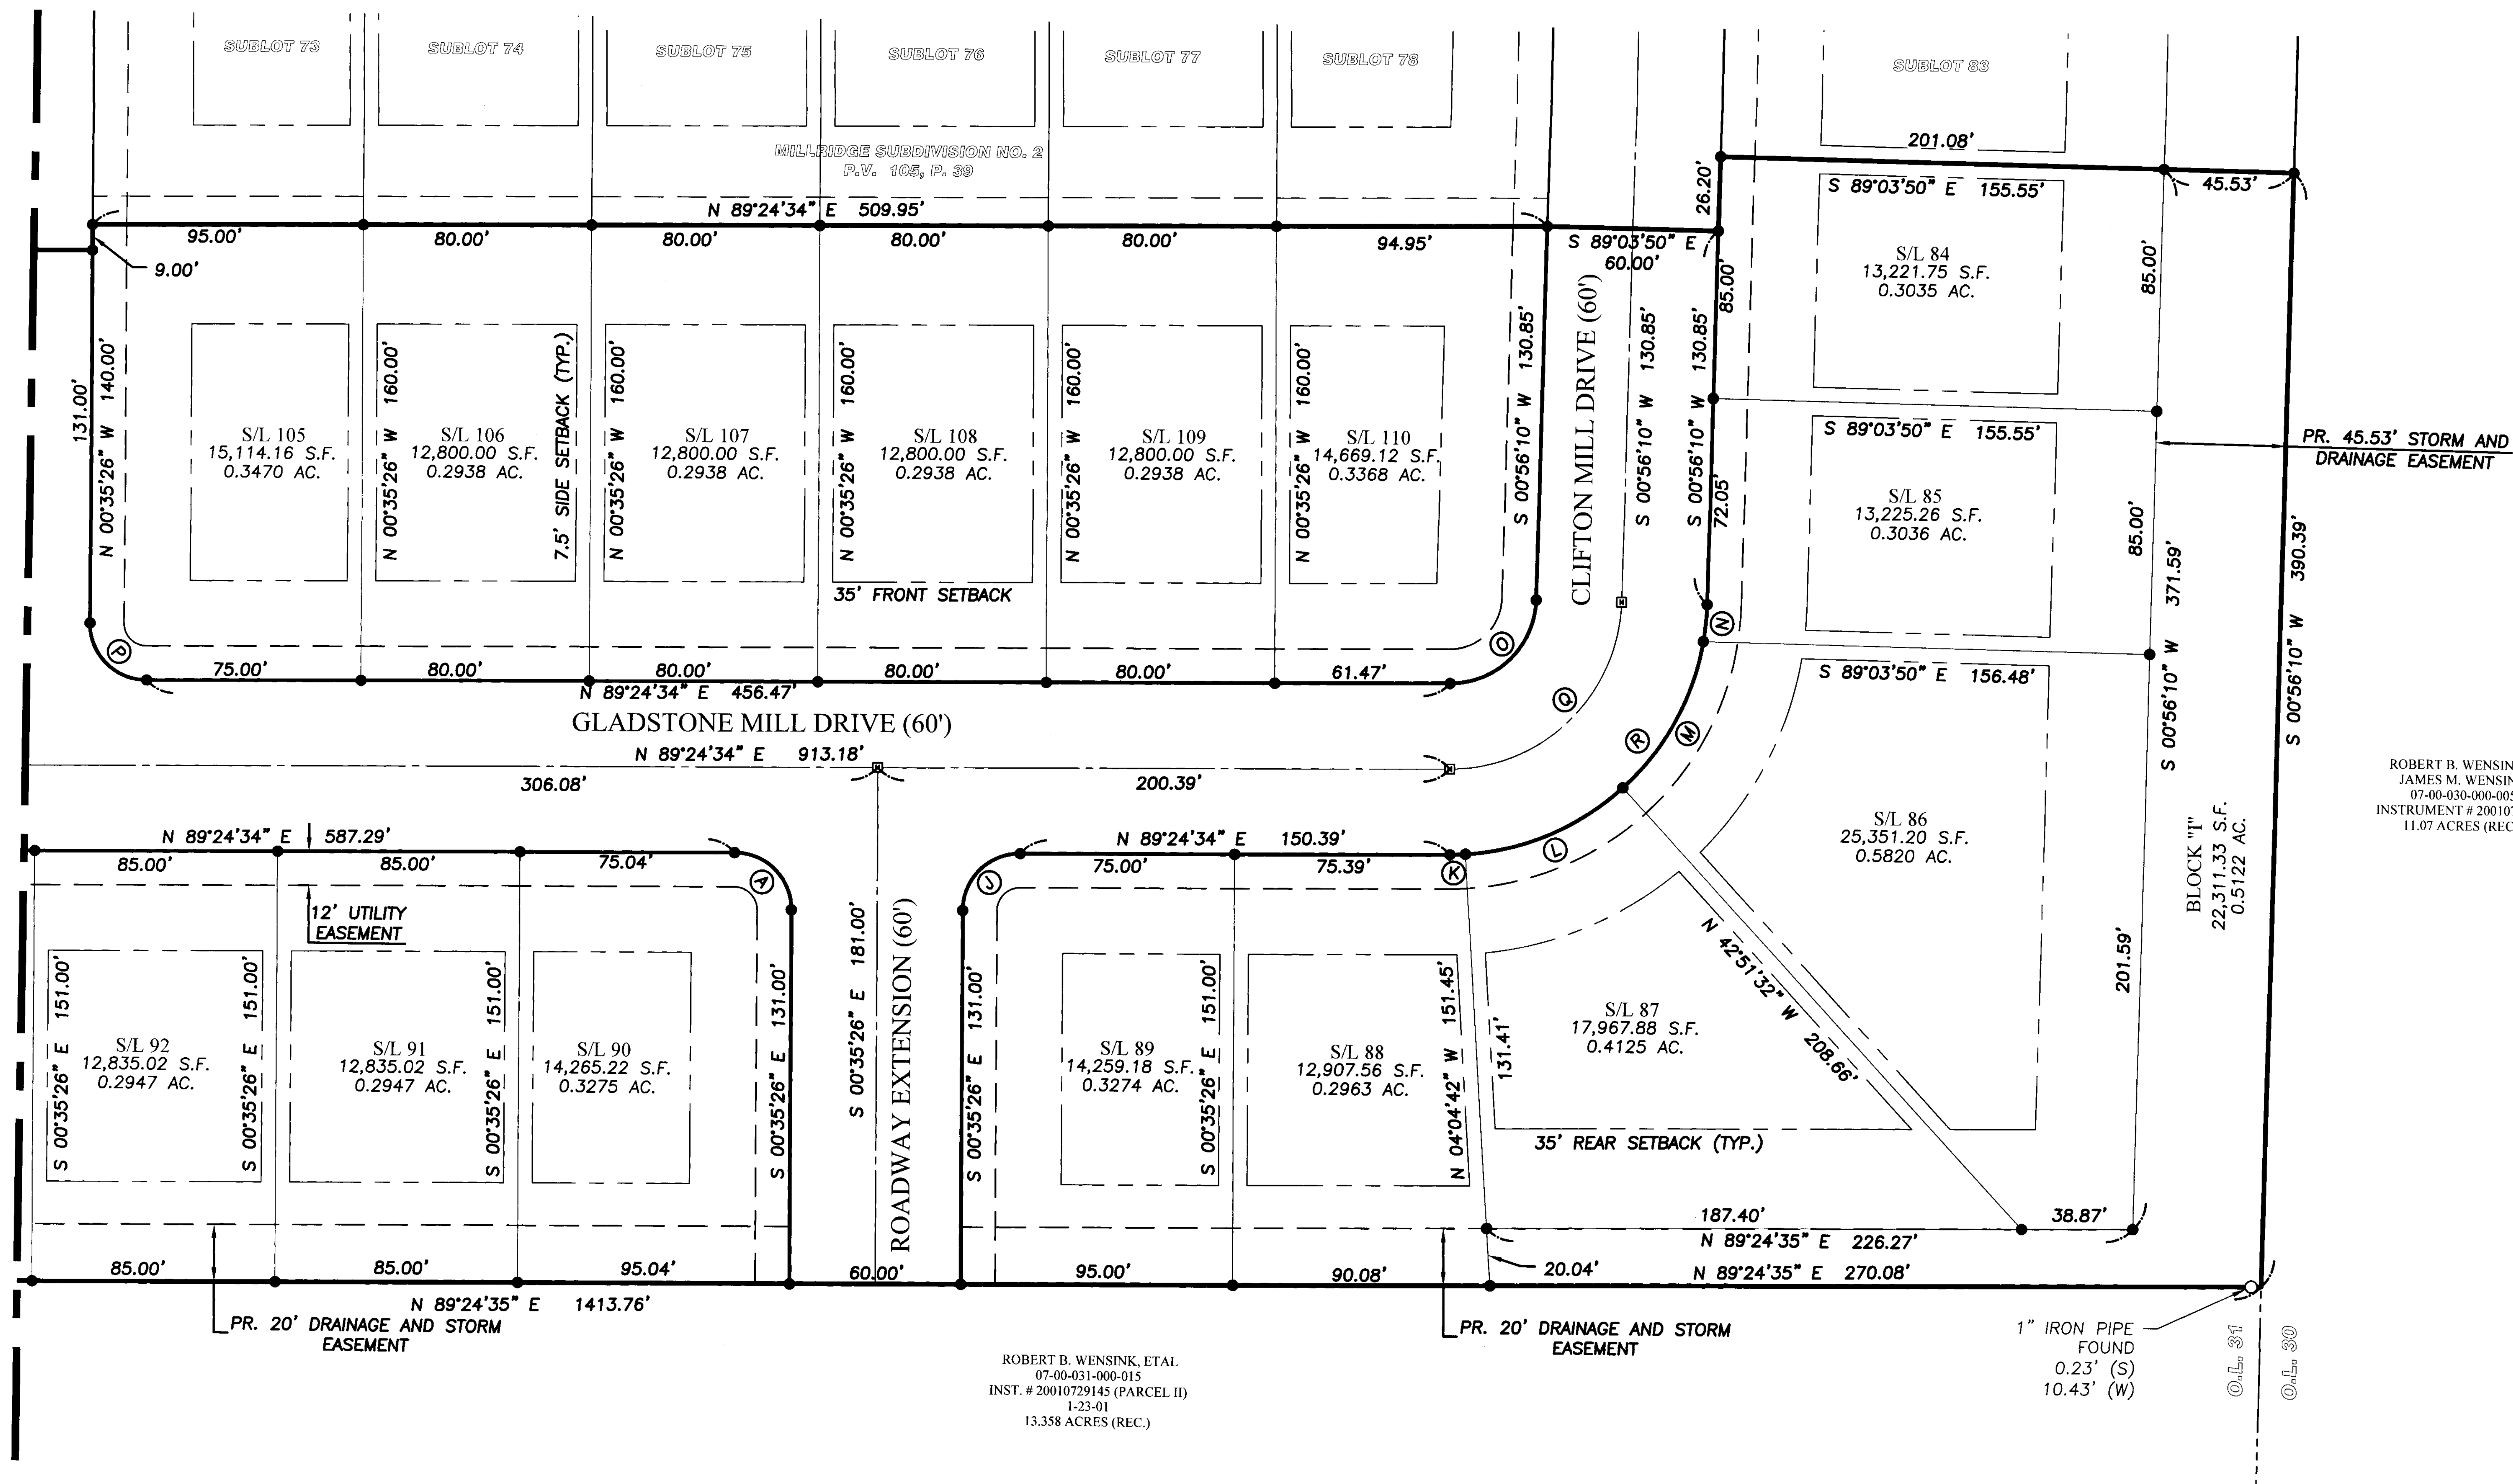 SUBLOT 73
SUBLOT 74
SUBLOT 75
SUBLOT 76
SUBLOT 77
SUBLOT 78
SUBLOT 83
MILLRIDGE SUBDIVISION NO. 2
P.V. 105, P. 39
201.08'
26.20'
S 89°03'50" E 155.55'
45.53'
N 89°24'34" E 509.95'
95.00'
80.00'
80.00'
80.00'
80.00'
94.95'
S 89°03'50" E
60.00'
9.00'
131.00'
N 00°35'26" W 140.00'
S/L 105
15,114.16 S.F.
0.3470 AC.
N 00°35'26" W 160.00'
S/L 106
12,800.00 S.F.
0.2938 AC.
7.5' SIDE SETBACK (TYP.)
N 00°35'26" W 160.00'
S/L 107
12,800.00 S.F.
0.2938 AC.
N 00°35'26" W 160.00'
S/L 108
12,800.00 S.F.
0.2938 AC.
35' FRONT SETBACK
N 00°35'26" W 160.00'
S/L 109
12,800.00 S.F.
0.2938 AC.
N 00°35'26" W 160.00'
S/L 110
14,669.12 S.F.
0.3368 AC.
S 00°56'10" W 130.85'
CLIFTON MILL DRIVE (60')
S 00°56'10" W 130.85'
S 00°56'10" W 130.85'
85.00'
72.05'
S/L 84
13,221.75 S.F.
0.3035 AC.
85.00'
S 89°03'50" E 155.55'
S/L 85
13,225.26 S.F.
0.3036 AC.
85.00'
PR. 45.53' STORM AND
DRAINAGE EASEMENT
S 00°56'10" W 371.59'
S 00°56'10" W 390.39'
P
O
N
75.00'
80.00'
80.00'
80.00'
80.00'
61.47'
N 89°24'34" E 456.47'
S 89°03'50" E 156.48'
Q
R
M
GLADSTONE MILL DRIVE (60')
N 89°24'34" E 913.18'
306.08'
200.39'
ROBERT B. WENSIN
JAMES M. WENSIN
07-00-030-000-005
INSTRUMENT # 200107
11.07 ACRES (REC
S/L 86
25,351.20 S.F.
0.5820 AC.
BLOCK "I"
22,311.33 S.F.
0.5122 AC.
201.59'
N 89°24'34" E 587.29'
85.00'
85.00'
75.04'
A
J
N 89°24'34" E 150.39'
75.00'
75.39'
K
L
12' UTILITY
EASEMENT
S 00°35'26" E 151.00'
S/L 92
12,835.02 S.F.
0.2947 AC.
S 00°35'26" E 151.00'
S/L 91
12,835.02 S.F.
0.2947 AC.
S 00°35'26" E 151.00'
S/L 90
14,265.22 S.F.
0.3275 AC.
S 00°35'26" E 131.00'
S 00°35'26" E 181.00'
ROADWAY EXTENSION (60')
S 00°35'26" E 131.00'
S/L 89
14,259.18 S.F.
0.3274 AC.
S 00°35'26" E 151.00'
S/L 88
12,907.56 S.F.
0.2963 AC.
N 04°04'42" W 151.45'
131.41'
S/L 87
17,967.88 S.F.
0.4125 AC.
N 42°51'32" W 208.66'
35' REAR SETBACK (TYP.)
187.40'
38.87'
N 89°24'35" E 226.27'
85.00'
85.00'
95.04'
60.00'
95.00'
90.08'
20.04'
N 89°24'35" E 270.08'
N 89°24'35" E 1413.76'
PR. 20' DRAINAGE AND STORM
EASEMENT
PR. 20' DRAINAGE AND STORM
EASEMENT
1" IRON PIPE
FOUND
0.23' (S)
10.43' (W)
O.L. 31
O.L. 30
ROBERT B. WENSINK, ETAL
07-00-031-000-015
INST. # 20010729145 (PARCEL II)
1-23-01
13.358 ACRES (REC.)